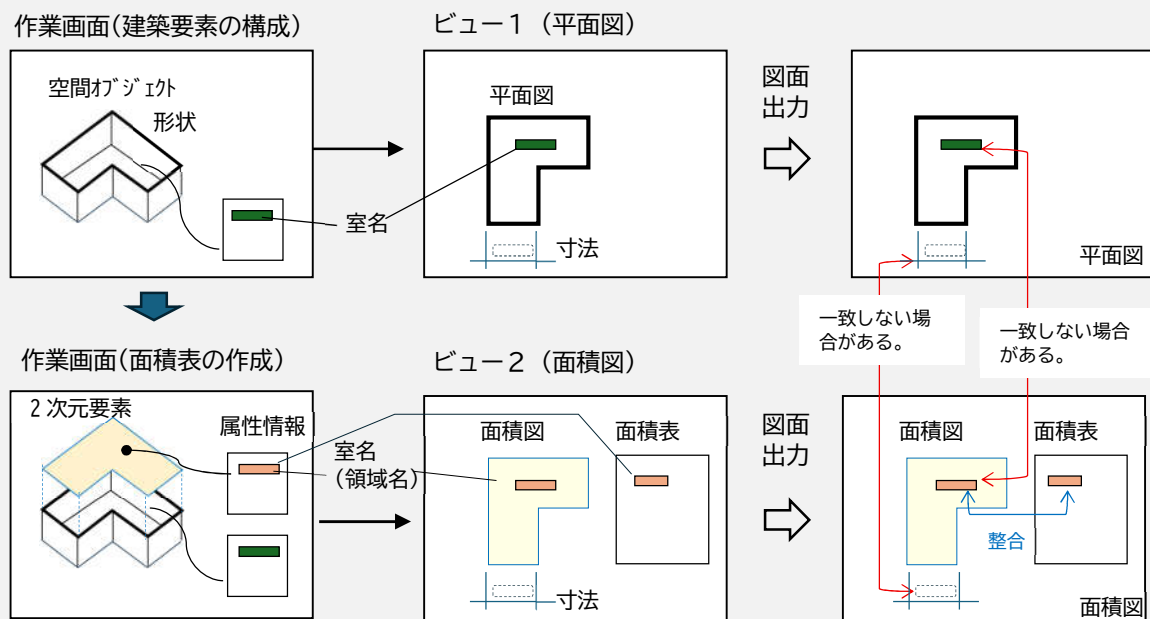 作業画面(建築要素の構成)
ビュー１（平面図）
空間ｵﾌﾞｼﾞｪｸﾄ
形状
室名
平面図
寸法
図面
出力
平面図
一致しない場
合がある。
一致しない場合
がある。
作業画面(面積表の作成)
ビュー２（面積図）
2 次元要素
属性情報
室名
（領域名）
面積図
面積表
寸法
図面
出力
面積図
面積表
整合
面積図